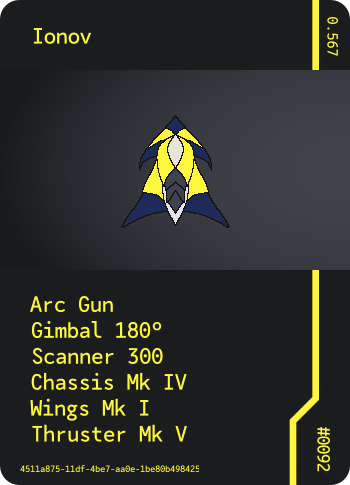 Ionov
0.567
Arc Gun
Gimbal 180º
Scanner 300
Chassis Mk IV
Wings Mk I
Thruster Mk V
#0092
4511a875-11df-4be7-aa0e-1be80b498425